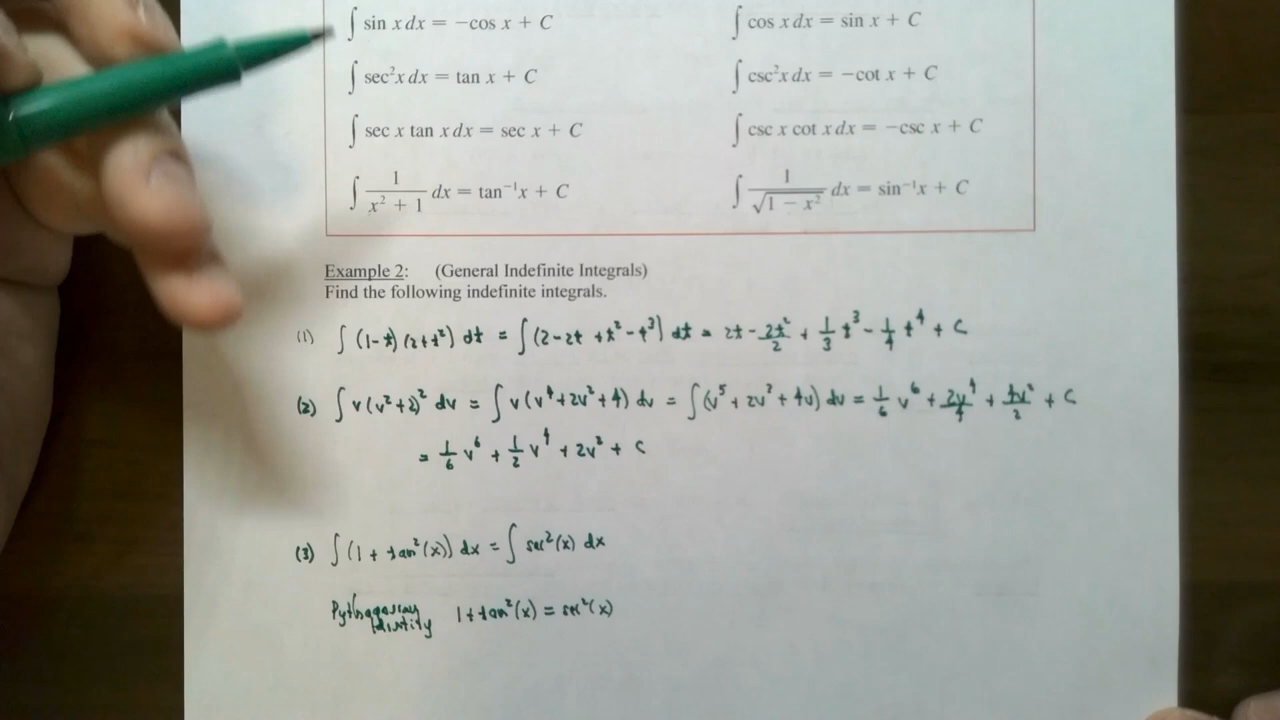 ∫ sin x dx = −cos x + C
∫ cos x dx = sin x + C
∫ sec²x dx = tan x + C
∫ csc²x dx = −cot x + C
∫ sec x tan x dx = sec x + C
∫ csc x cot x dx = −csc x + C
∫ 1/(x² + 1) dx = tan⁻¹x + C
∫ 1/√(1 − x²) dx = sin⁻¹x + C
Example 2: (General Indefinite Integrals)
Find the following indefinite integrals.
(1) ∫ (1-t)(2+t²) dt = ∫(2-2t+t²-t³) dt = 2t - 2t²/2 + 1/3 t³ - 1/4 t⁴ + C
(2) ∫ v(v²+2)² dv = ∫ v(v⁴+2v²+4) dv = ∫(v⁵+2v³+4v) dv = 1/6 v⁶ + 2v⁴/4 + 4v²/2 + C
= 1/6 v⁶ + 1/2 v⁴ + 2v² + C
(3) ∫(1+tan²(x)) dx = ∫ sec²(x) dx
Pythagorean Identity 1+tan²(x) = sec²(x)